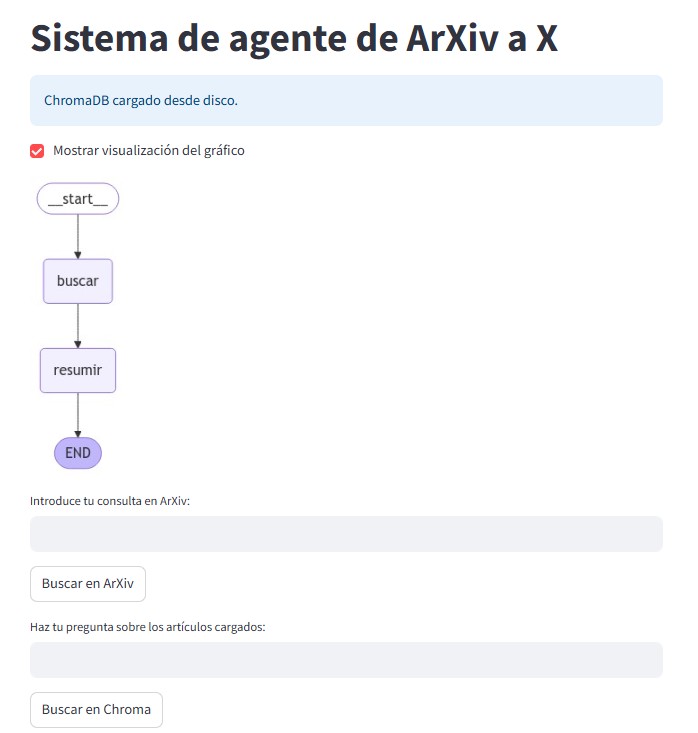 Sistema de agente de ArXiv a X
ChromaDB cargado desde disco.
Mostrar visualización del gráfico
__start__
buscar
resumir
END
Introduce tu consulta en ArXiv:
Buscar en ArXiv
Haz tu pregunta sobre los artículos cargados:
Buscar en Chroma